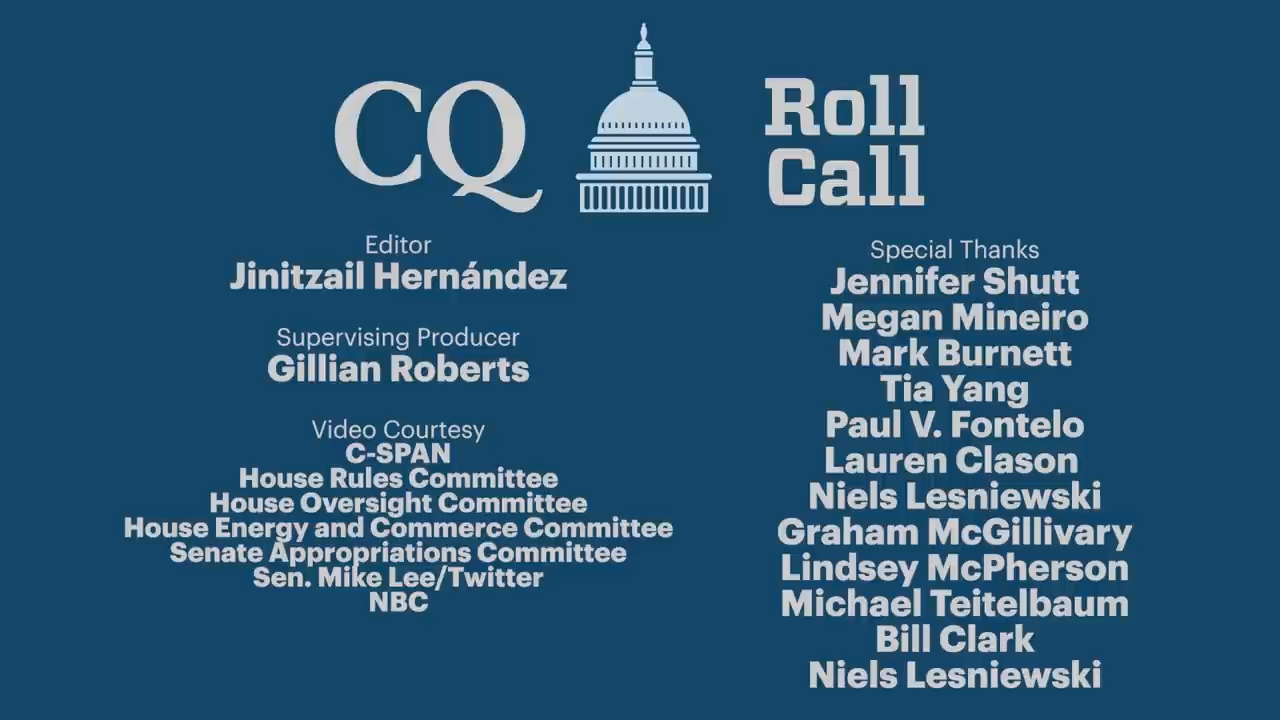 CQ
Roll
Call
Editor
Jinitzail Hernández
Supervising Producer
Gillian Roberts
Video Courtesy
C-SPAN
House Rules Committee
House Oversight Committee
House Energy and Commerce Committee
Senate Appropriations Committee
Sen. Mike Lee/Twitter
NBC
Special Thanks
Jennifer Shutt
Megan Mineiro
Mark Burnett
Tia Yang
Paul V. Fontelo
Lauren Clason
Niels Lesniewski
Graham McGillivary
Lindsey McPherson
Michael Teitelbaum
Bill Clark
Niels Lesniewski